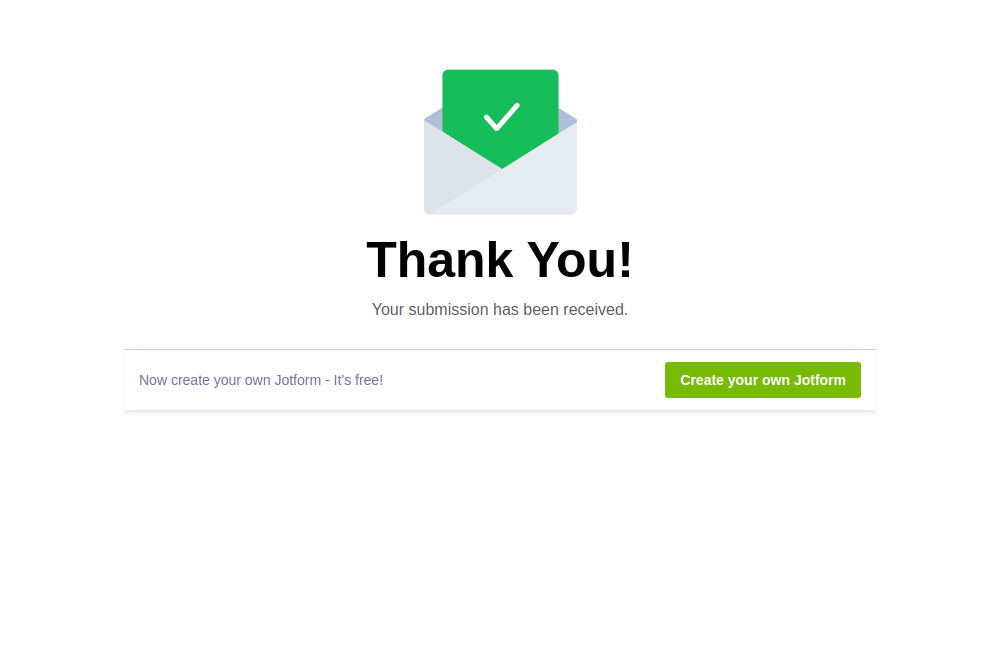 Thank You!
Your submission has been received.
Now create your own Jotform - It's free!
Create your own Jotform